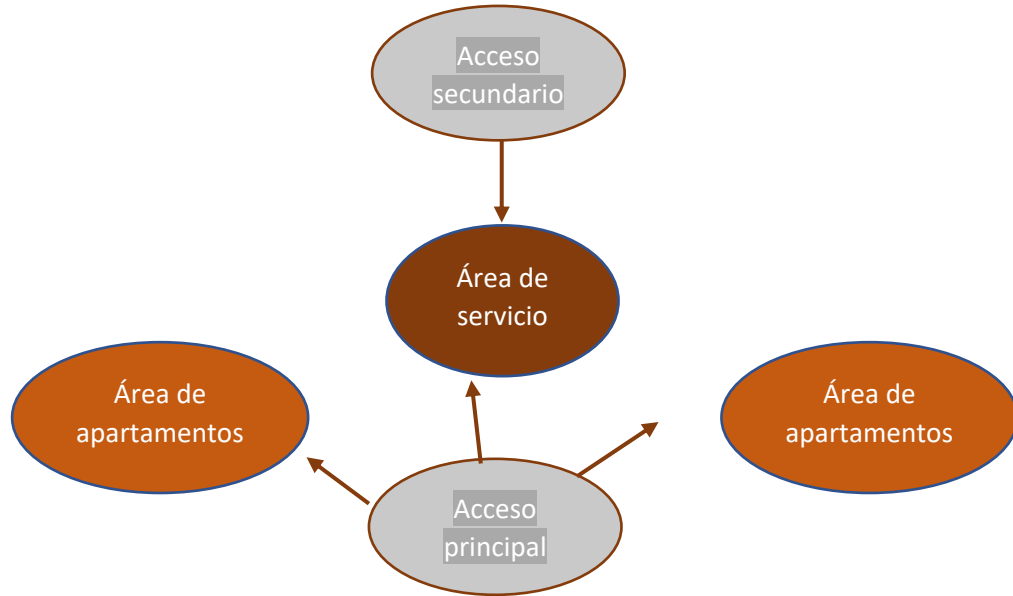 Acceso
secundario
Área de
servicio
Área de
apartamentos
Área de
apartamentos
Acceso
principal